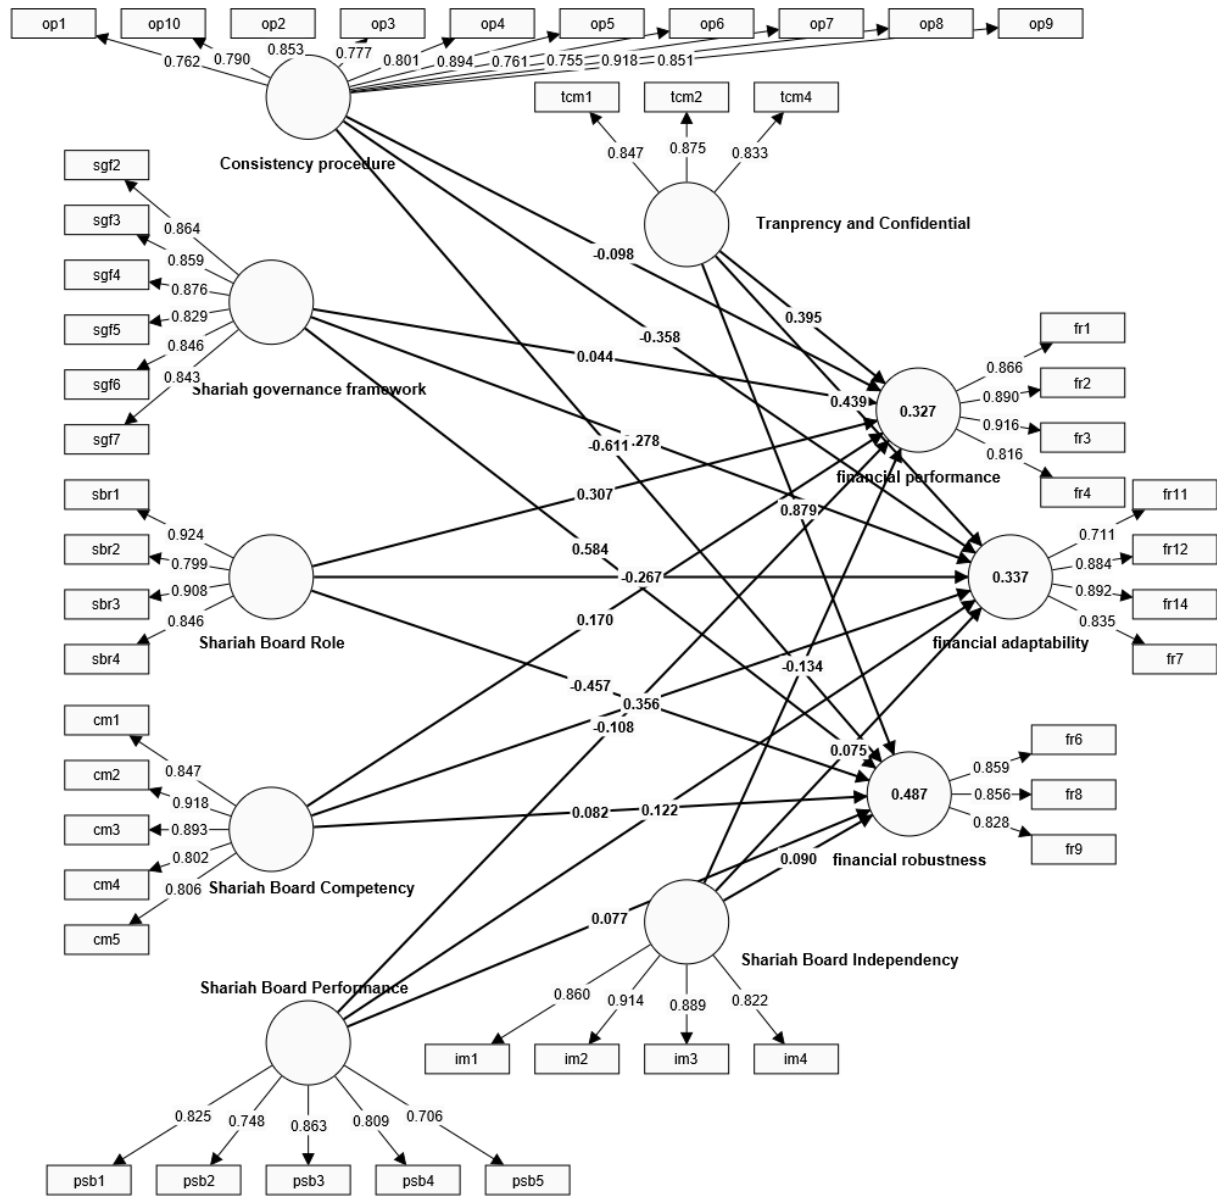 op1 op10 op2 op3 op4 op5 op6 op7 op8 op9
0.762 0.790 0.853 0.777 0.801 0.894 0.761 0.755 0.918 0.851
tcm1 tcm2 tcm4
0.847 0.875 0.833
Consistency procedure
Tranprency and Confidential
sgf2
sgf3
sgf4
sgf5
sgf6
sgf7
0.864
0.859
0.876
0.829
0.846
0.843
Shariah governance framework
-0.098
0.395
-0.358
0.044
0.439
-0.611
.278
0.307
0.879
0.584
-0.267
0.170
-0.134
-0.457
0.356
-0.108
0.075
0.082
0.122
0.090
0.077
0.327
financial performance
fr1
fr2
fr3
fr4
0.866
0.890
0.916
0.816
0.337
financial adaptability
fr11
fr12
fr14
fr7
0.711
0.884
0.892
0.835
0.487
financial robustness
fr6
fr8
fr9
0.859
0.856
0.828
sbr1
sbr2
sbr3
sbr4
0.924
0.799
0.908
0.846
Shariah Board Role
cm1
cm2
cm3
cm4
cm5
0.847
0.918
0.893
0.802
0.806
Shariah Board Competency
Shariah Board Independency
0.860 0.914 0.889 0.822
im1 im2 im3 im4
Shariah Board Performance
0.825 0.748 0.863 0.809 0.706
psb1 psb2 psb3 psb4 psb5